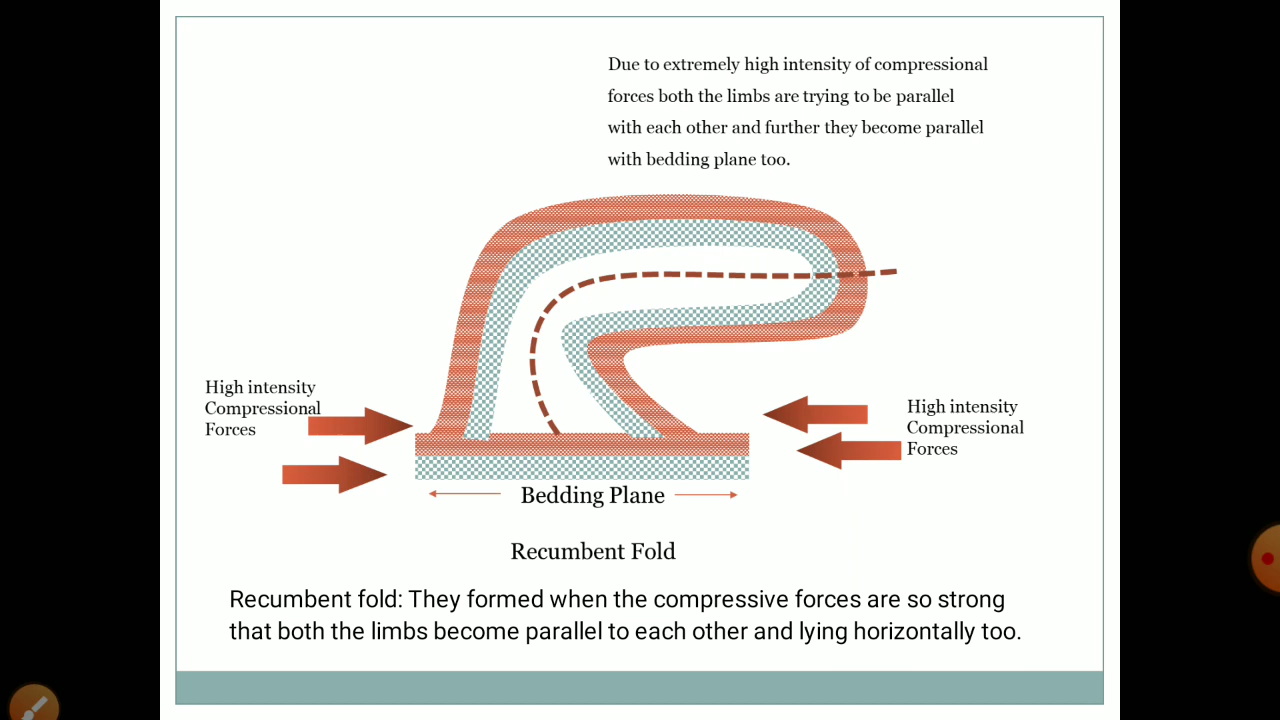 Due to extremely high intensity of compressional
forces both the limbs are trying to be parallel
with each other and further they become parallel
with bedding plane too.
High intensity
Compressional
Forces
High intensity
Compressional
Forces
Bedding Plane
Recumbent Fold
Recumbent fold: They formed when the compressive forces are so strong
that both the limbs become parallel to each other and lying horizontally too.